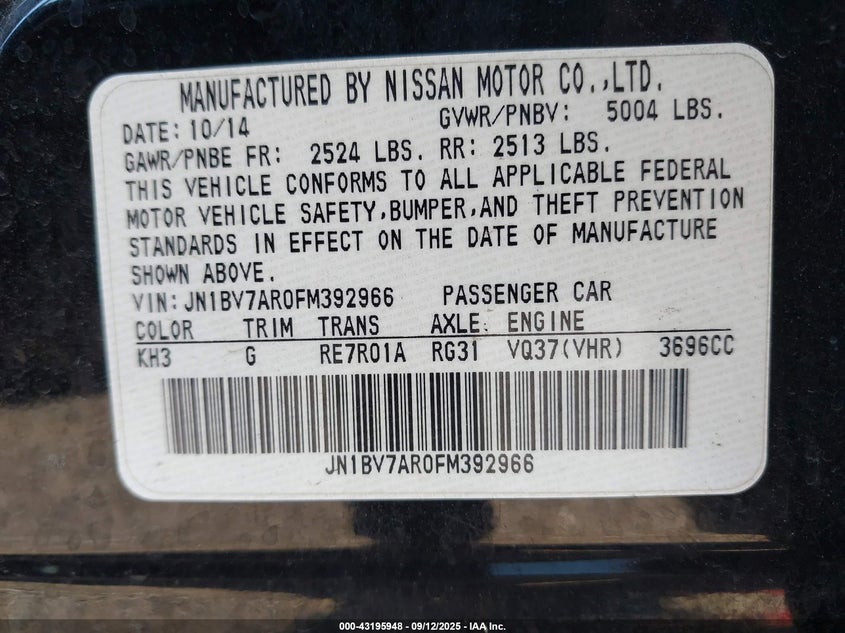 MANUFACTURED BY NISSAN MOTOR CO.,LTD.
DATE: 10/14 GVWR/PNBV: 5004 LBS.
GAWR/PNBE FR: 2524 LBS. RR: 2513 LBS.
THIS VEHICLE CONFORMS TO ALL APPLICABLE FEDERAL
MOTOR VEHICLE SAFETY,BUMPER,AND THEFT PREVENTION
STANDARDS IN EFFECT ON THE DATE OF MANUFACTURE
SHOWN ABOVE.
VIN: JN1BV7AR0FM392966 PASSENGER CAR
COLOR TRIM TRANS AXLE ENGINE
KH3 G RE7R01A RG31 VQ37(VHR) 3696CC
JN1BV7AR0FM392966
000-43195948 - 09/12/2025 - IAA Inc.